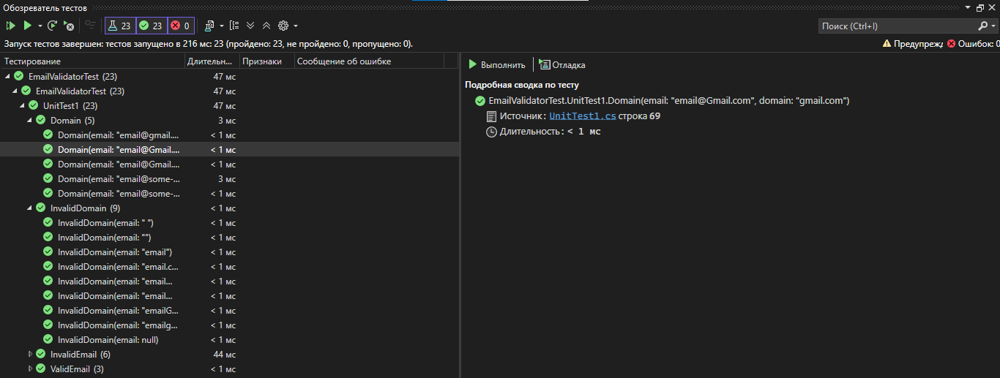 Обозреватель тестов
23 23 0
Поиск (Ctrl+I)
Запуск тестов завершен: тестов запущено в 216 мс: 23 (пройдено: 23, не пройдено: 0, пропущено: 0).
Предупрежд Ошибок: 0
Тестирование Длительн... Признаки Сообщение об ошибке
EmailValidatorTest (23) 47 мс
EmailValidatorTest (23) 47 мс
UnitTest1 (23) 47 мс
Domain (5) 3 мс
Domain(email: "email@gmail.... < 1 мс
Domain(email: "email@Gmail.... < 1 мс
Domain(email: "email@Gmail.... < 1 мс
Domain(email: "email@some-... 3 мс
Domain(email: "email@some-... < 1 мс
InvalidDomain (9) < 1 мс
InvalidDomain(email: " ") < 1 мс
InvalidDomain(email: "") < 1 мс
InvalidDomain(email: "email") < 1 мс
InvalidDomain(email: "email.c... < 1 мс
InvalidDomain(email: "email... < 1 мс
InvalidDomain(email: "email... < 1 мс
InvalidDomain(email: "emailG... < 1 мс
InvalidDomain(email: "emailg... < 1 мс
InvalidDomain(email: null) < 1 мс
InvalidEmail (6) 44 мс
ValidEmail (3) < 1 мс
Выполнить Отладка
Подробная сводка по тесту
EmailValidatorTest.UnitTest1.Domain(email: "email@Gmail.com", domain: "gmail.com")
Источник: UnitTest1.cs строка 69
Длительность: < 1 мс